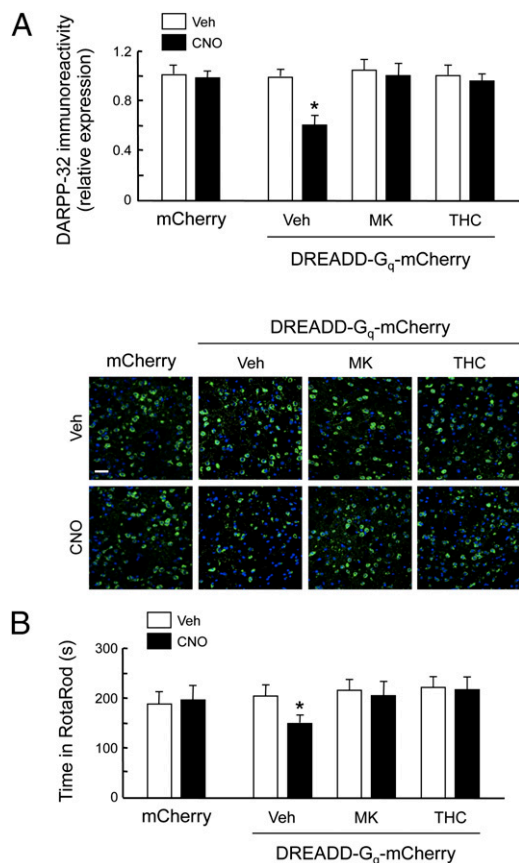 A
Veh
CNO
DARPP-32 immunoreactivity
(relative expression)
1.2
0.8
0.4
0
*
mCherry
Veh
MK
THC
DREADD-Gq-mCherry
DREADD-Gq-mCherry
mCherry
Veh
MK
THC
Veh
CNO
B
Veh
CNO
Time in RotaRod (s)
300
200
100
0
*
mCherry
Veh
MK
THC
DREADD-Gq-mCherry